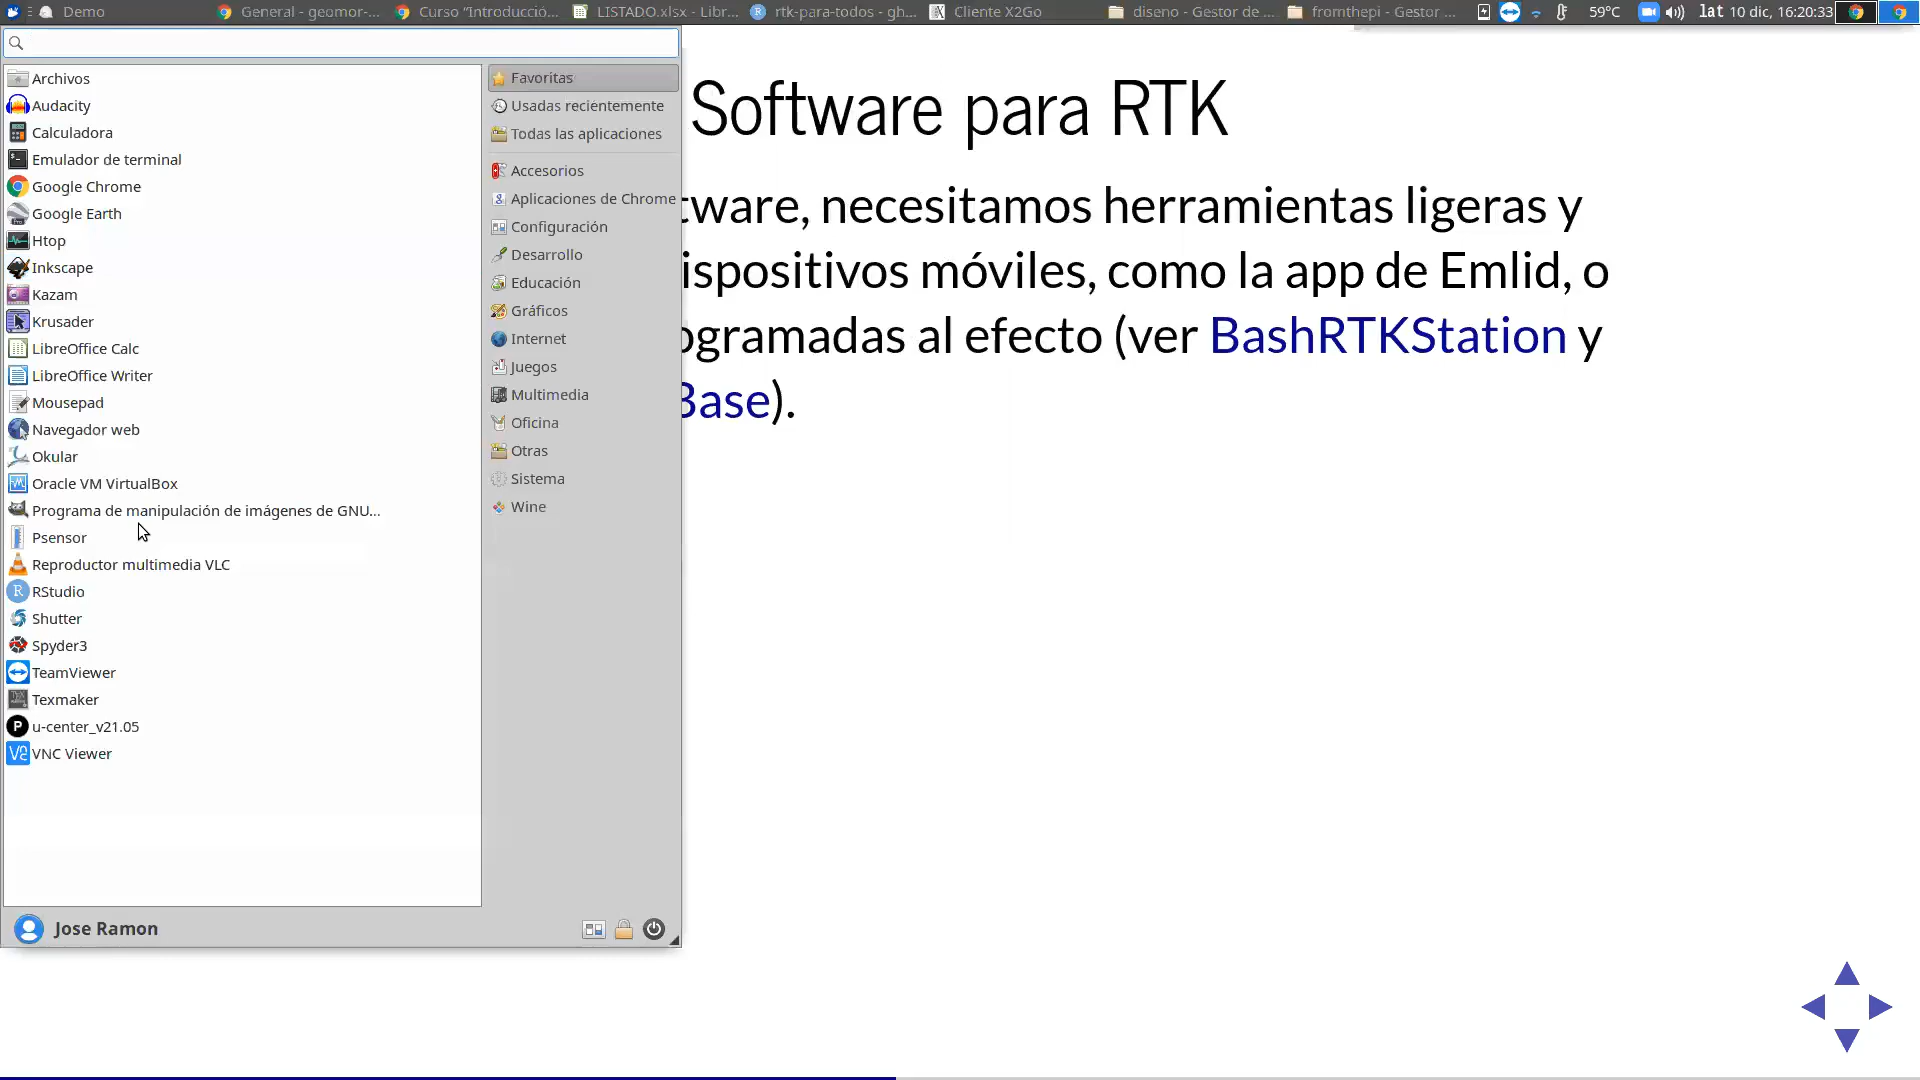 Demo
General - geomor-...
Curso "Introducció...
LISTADO.xlsx - Libr...
rtk-para-todos - gh...
Cliente X2Go
diseno - Gestor de ...
fromthepi - Gestor ...
59°C
lat
10 dic, 16:20:33
Archivos
Audacity
Calculadora
Emulador de terminal
Google Chrome
Google Earth
Htop
Inkscape
Kazam
Krusader
LibreOffice Calc
LibreOffice Writer
Mousepad
Navegador web
Okular
Oracle VM VirtualBox
Programa de manipulación de imágenes de GNU...
Psensor
Reproductor multimedia VLC
RStudio
Shutter
Spyder3
TeamViewer
Texmaker
u-center_v21.05
VNC Viewer
Favoritas
Usadas recientemente
Todas las aplicaciones
Accesorios
Aplicaciones de Chrome
Configuración
Desarrollo
Educación
Gráficos
Internet
Juegos
Multimedia
Oficina
Otras
Sistema
Wine
Jose Ramon
Software para RTK
tware, necesitamos herramientas ligeras y
ispositivos móviles, como la app de Emlid, o
ogramadas al efecto (ver BashRTKStation y
Base).